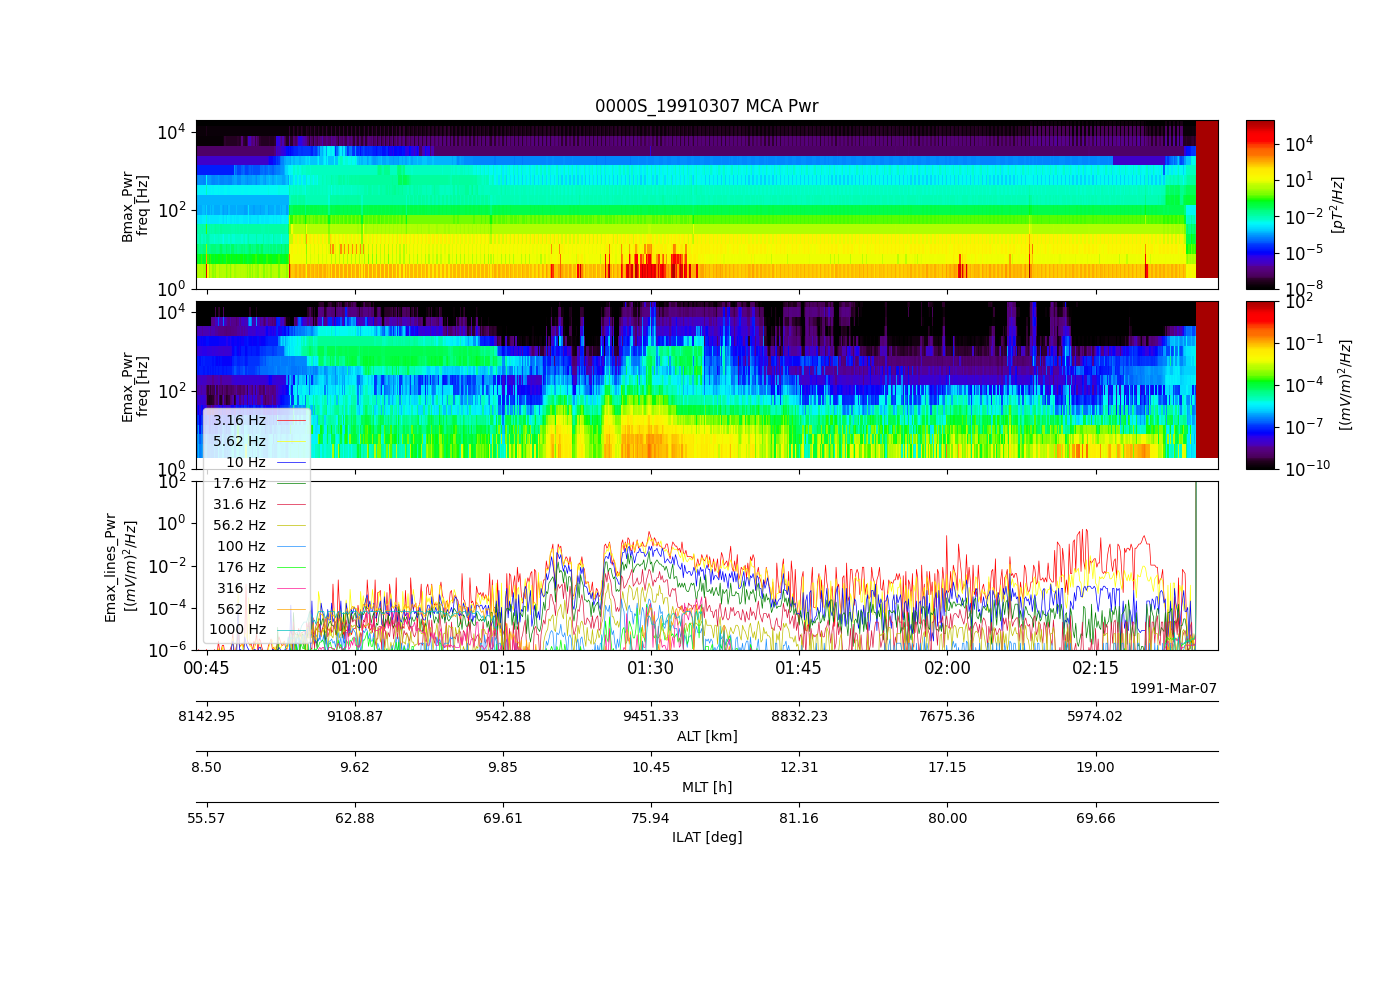 0000S_19910307 MCA Pwr
10^4
10^2
10^0
Bmax_Pwr
freq [Hz]
10^4
10^1
10^−2
10^−5
10^−8
[pT^2/Hz]
10^4
10^2
10^0
Emax_Pwr
freq [Hz]
10^2
10^−1
10^−4
10^−7
10^−10
[(mV/m)^2/Hz]
3.16 Hz
5.62 Hz
10 Hz
17.6 Hz
31.6 Hz
56.2 Hz
100 Hz
176 Hz
316 Hz
562 Hz
1000 Hz
10^2
10^0
10^−2
10^−4
10^−6
Emax_lines_Pwr
[(mV/m)^2/Hz]
00:45 01:00 01:15 01:30 01:45 02:00 02:15
1991-Mar-07
8142.95 9108.87 9542.88 9451.33 8832.23 7675.36 5974.02
ALT [km]
8.50 9.62 9.85 10.45 12.31 17.15 19.00
MLT [h]
55.57 62.88 69.61 75.94 81.16 80.00 69.66
ILAT [deg]